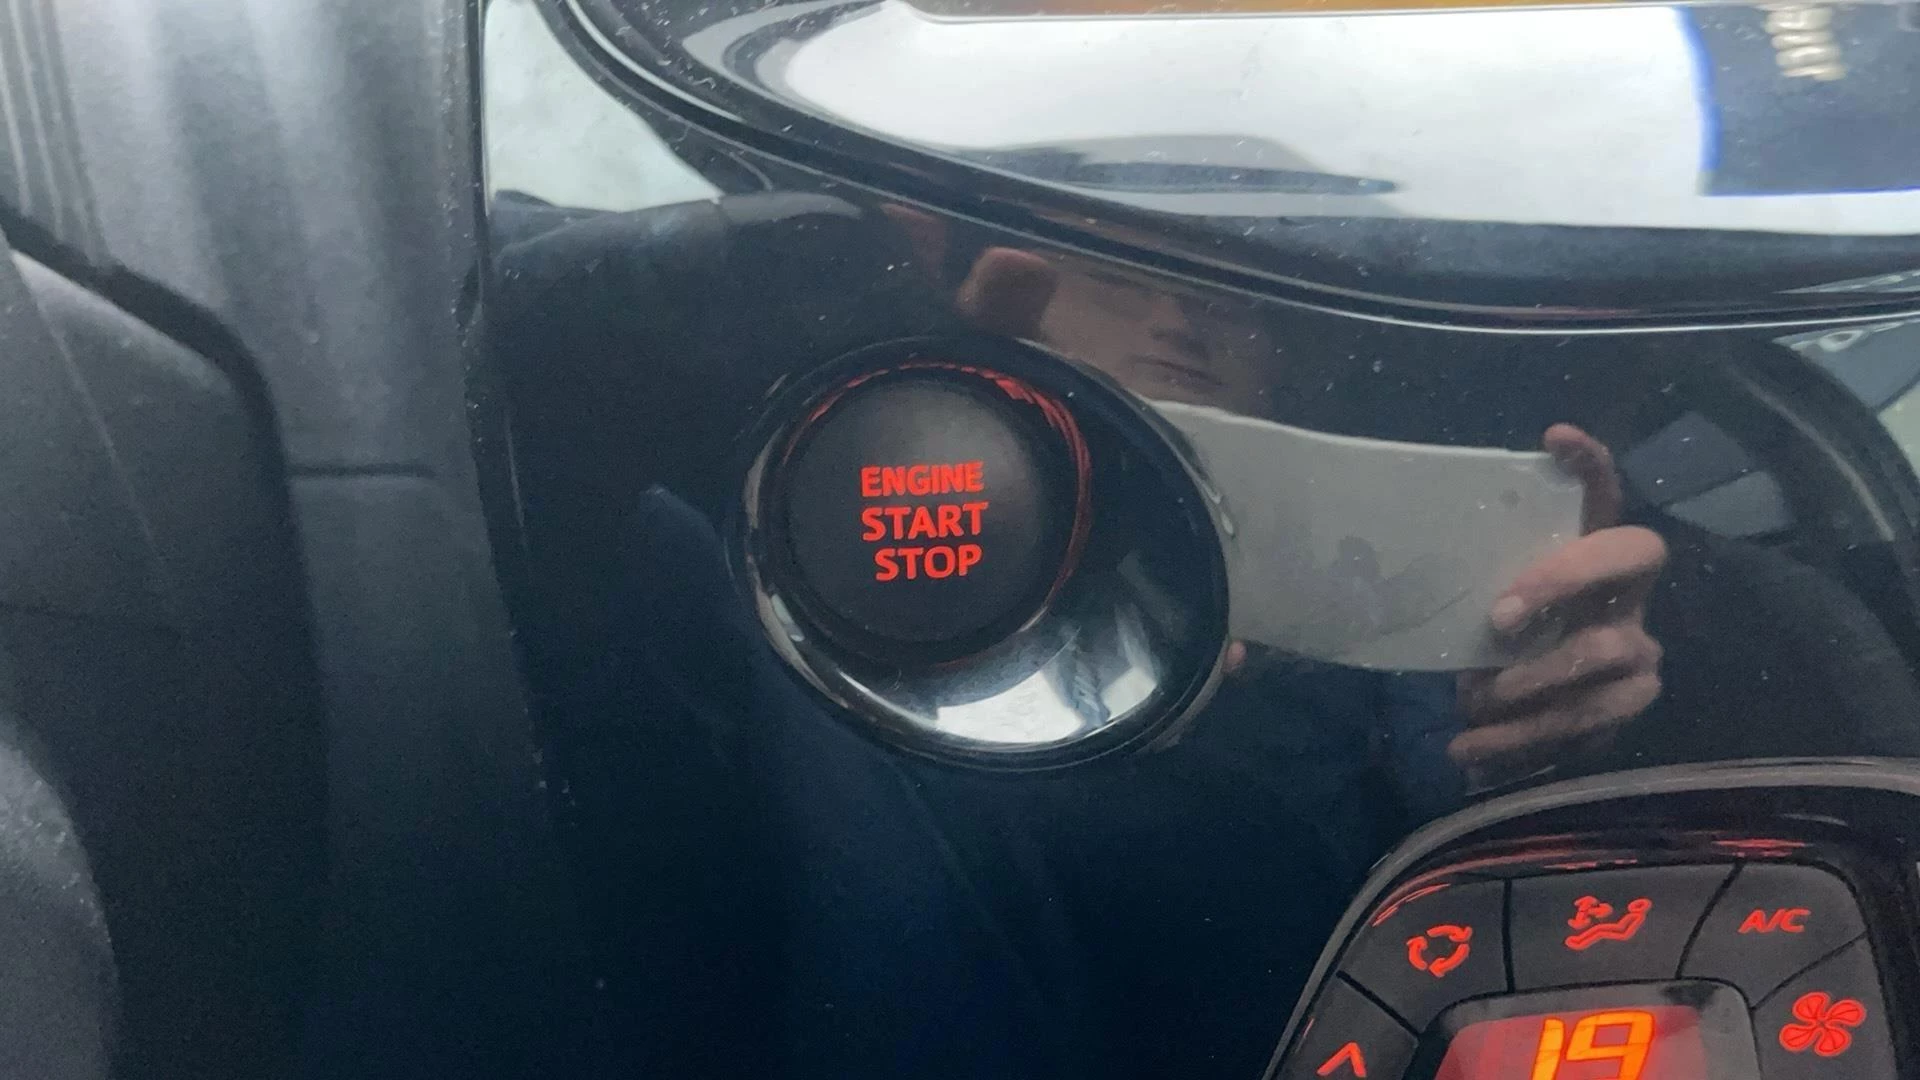 ENGINE
START
STOP
A/C
19